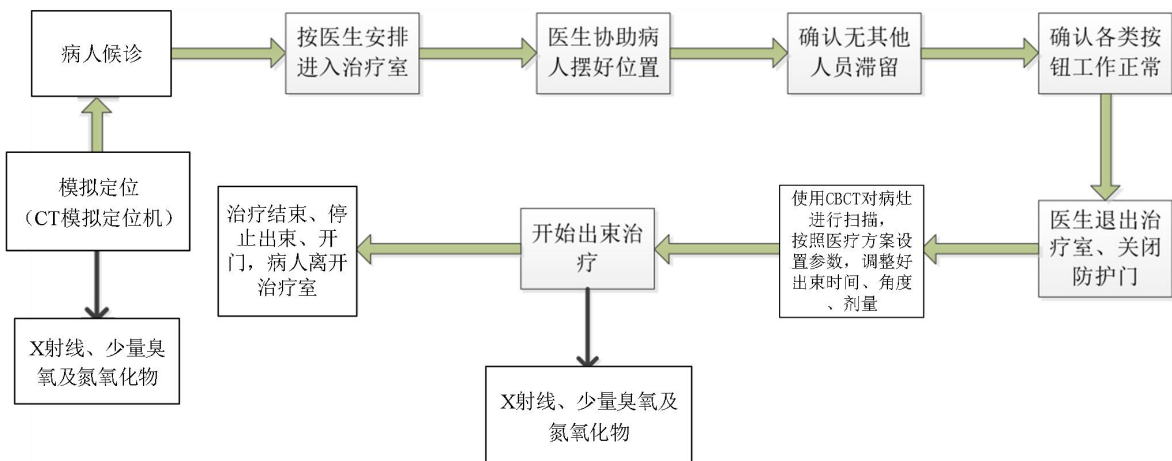 病人候诊
按医生安排
进入治疗室
医生协助病
人摆好位置
确认无其他
人员滞留
确认各类按
钮工作正常
模拟定位
（CT模拟定位机）
治疗结束、停
止出束、开
门，病人离开
治疗室
开始出束治
疗
使用CBCT对病灶
进行扫描，
按照医疗方案设
置参数，调整好
出束时间、角度
、剂量
医生退出治
疗室、关闭
防护门
X射线、少量臭
氧及氮氧化物
X射线、少量臭氧及
氮氧化物